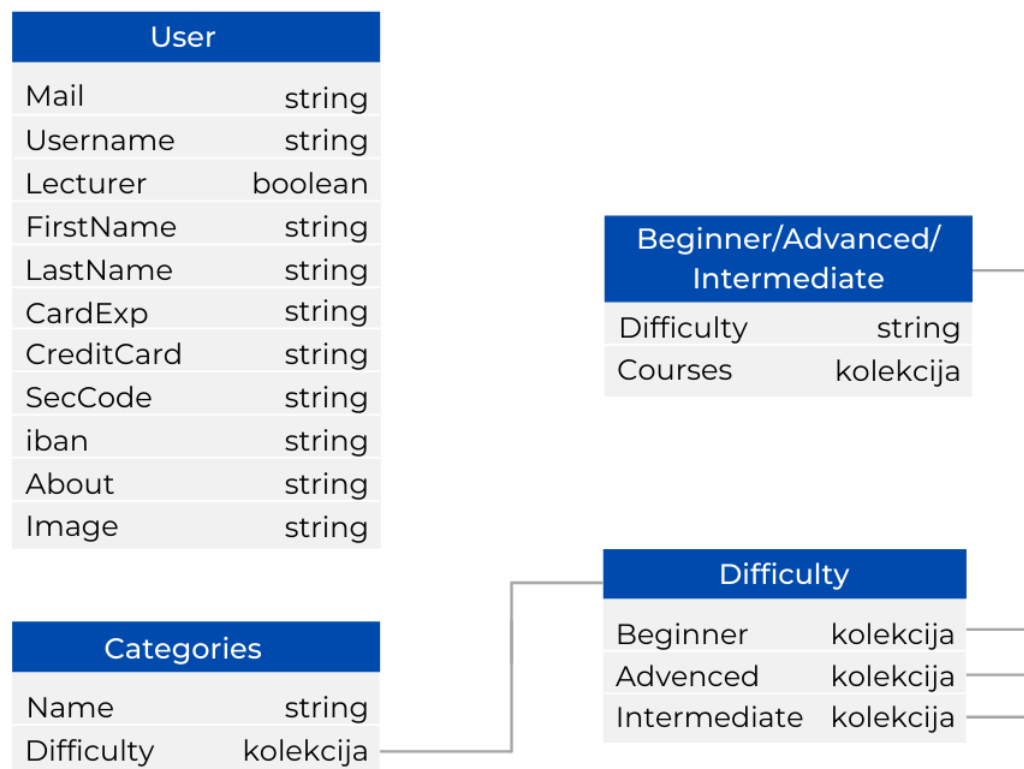 User
Mail string
Username string
Lecturer boolean
FirstName string
LastName string
CardExp string
CreditCard string
SecCode string
iban string
About string
Image string
Categories
Name string
Difficulty kolekcija
Beginner/Advanced/
Intermediate
Difficulty string
Courses kolekcija
Difficulty
Beginner kolekcija
Advenced kolekcija
Intermediate kolekcija